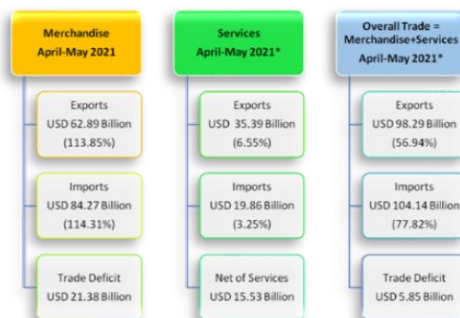 Merchandise
April-May 2021
Exports
USD 62.89 Billion
(113.85%)
Imports
USD 84.27 Billion
(114.31%)
Trade Deficit
USD 21.38 Billion
Services
April-May 2021*
Exports
USD 35.39 Billion
(6.55%)
Imports
USD 19.86 Billion
(3.25%)
Net of Services
USD 15.53 Billion
Overall Trade =
Merchandise+Services
April-May 2021*
Exports
USD 98.29 Billion
(56.94%)
Imports
USD 104.14 Billion
(77.82%)
Trade Deficit
USD 5.85 Billion